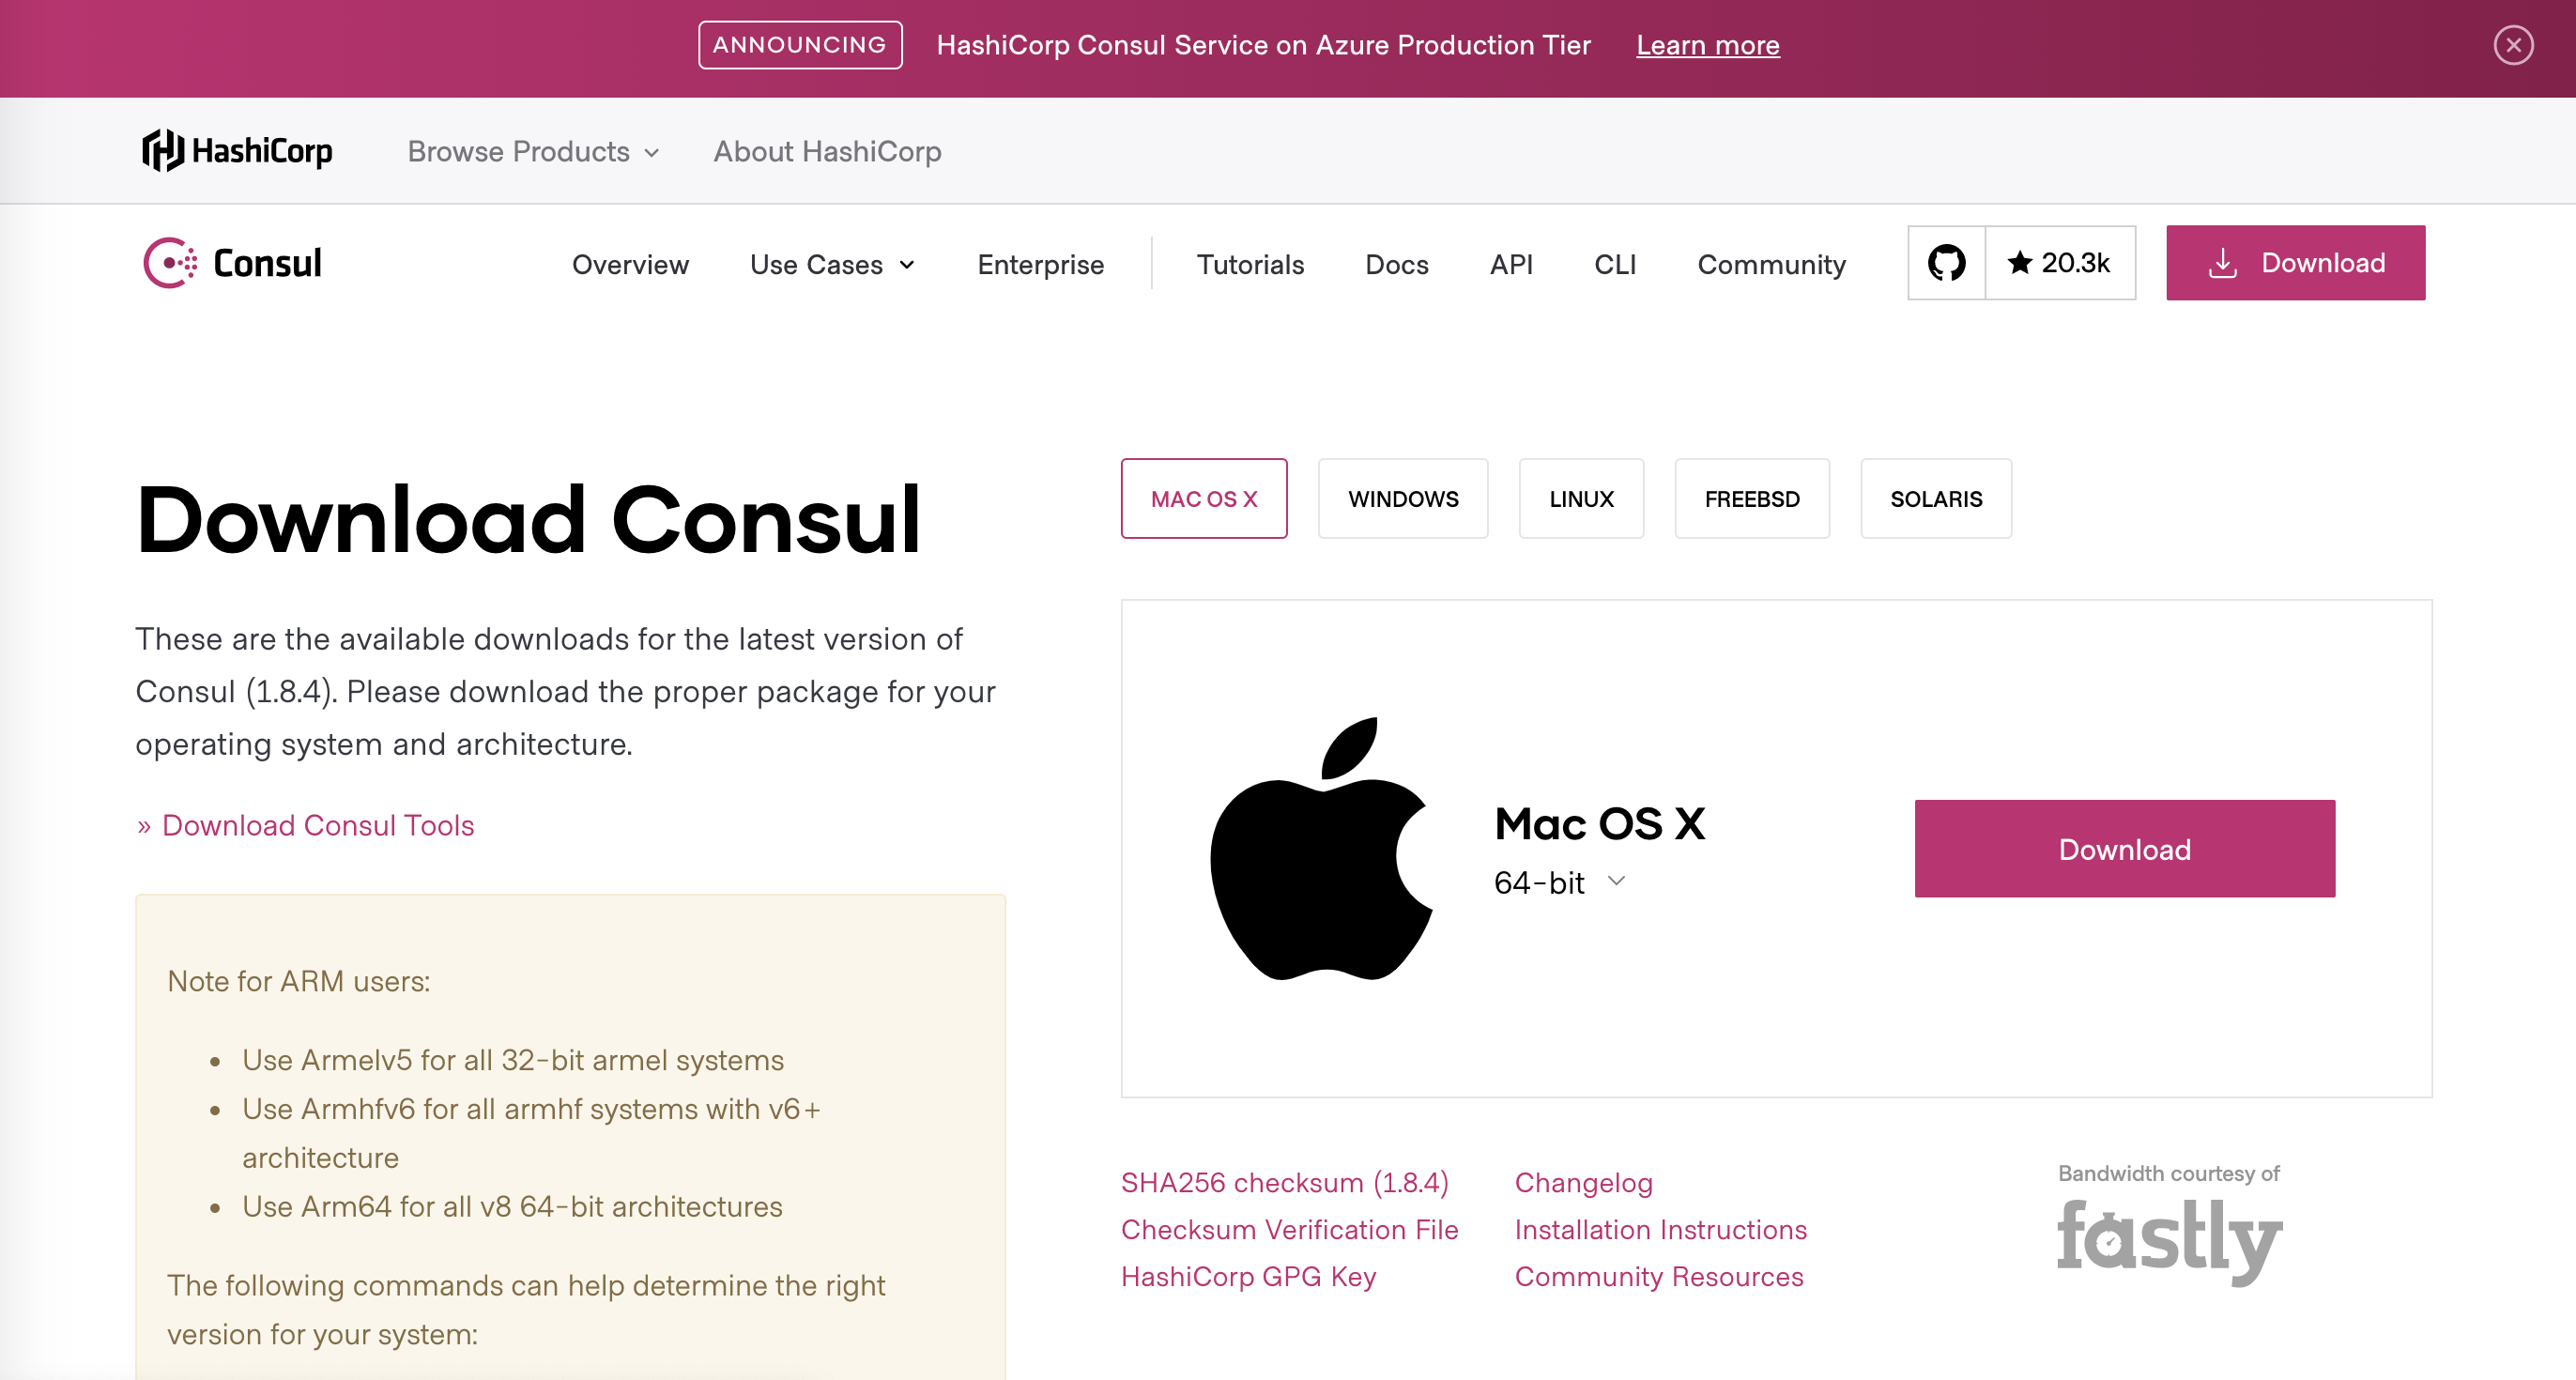 ANNOUNCING HashiCorp Consul Service on Azure Production Tier Learn more
HashiCorp Browse Products About HashiCorp
Consul Overview Use Cases Enterprise Tutorials Docs API CLI Community 20.3k Download
Download Consul
These are the available downloads for the latest version of
Consul (1.8.4). Please download the proper package for your
operating system and architecture.
» Download Consul Tools
Note for ARM users:
• Use Armelv5 for all 32-bit armel systems
• Use Armhfv6 for all armhf systems with v6+
architecture
• Use Arm64 for all v8 64-bit architectures
The following commands can help determine the right
version for your system:
MAC OS X WINDOWS LINUX FREEBSD SOLARIS
Mac OS X
64-bit
Download
SHA256 checksum (1.8.4)
Checksum Verification File
HashiCorp GPG Key
Changelog
Installation Instructions
Community Resources
Bandwidth courtesy of
fastly